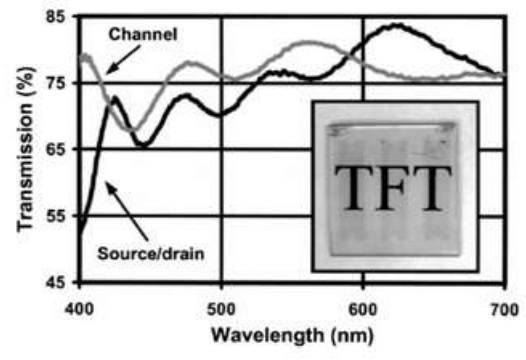 85
75
65
55
45
Transmission (%)
Channel
Source/drain
TFT
400
500
600
700
Wavelength (nm)